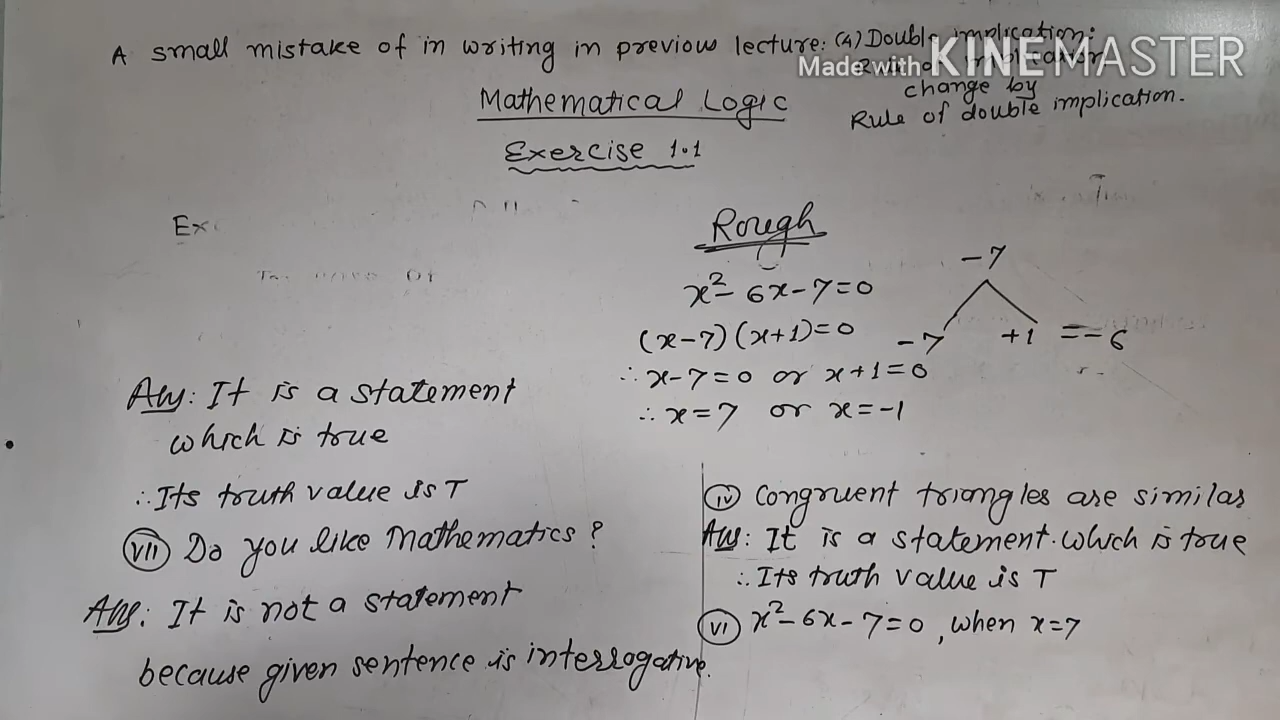 A small mistake of in writing in previous lecture: (4) Double implication:
Made with KINEMASTER
change by
Rule of double implication.
Mathematical Logic
Exercise 1.1
Ex
Rough
x² - 6x - 7 = 0
(x-7)(x+1)=0
∴ x-7=0 or x+1=0
∴ x=7 or x=-1
-7
-7 +1 = -6
Ans: It is a statement
which is true
∴ Its truth value is T
(VII) Do you like Mathematics?
Ans: It is not a statement
because given sentence is interrogative.
(IV) Congruent triangles are similar
Ans: It is a statement. which is true
∴ Its truth value is T
(VI) x² - 6x - 7 = 0, when x=7